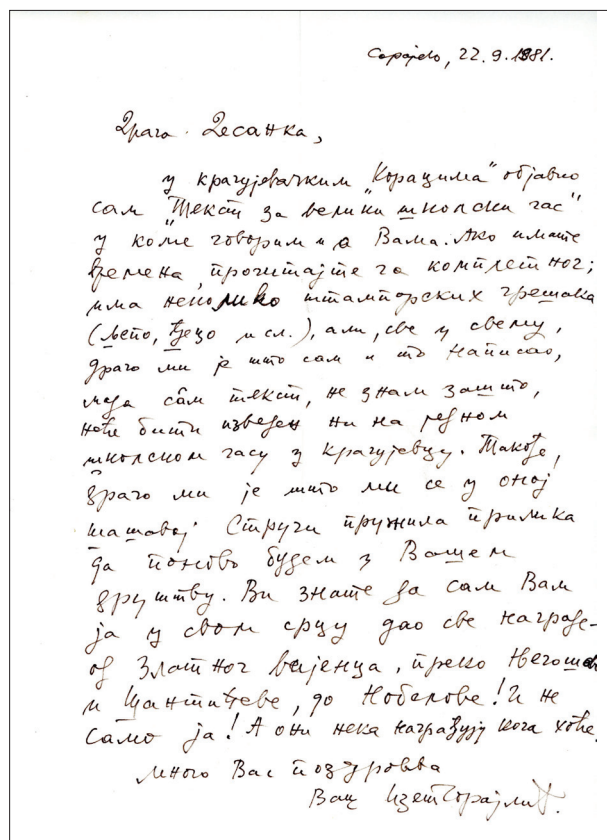 Сарајево, 22.9.1981.
Драга Десанка,
у крагујевачким „Корацима“ објавио
сам „Текст за велики школски час“
у коме говорим и о Вама. Ако имате
времена, прочитајте га комплетног;
има неколико штампарских грешака
(љепо, ђецо и сл.), али, све у свему,
драго ми је што сам и то написао,
мада сâм текст, не знам зашто,
неће бити изведен ни на једном
школском часу у Крагујевцу. Такође,
драго ми је што ми се у оној
шашавој Стручи пружила прилика
да поново будем у Вашем
друштву. Ви знате да сам Вам
ја у свом срцу дао све награде –
од Златног вијенца, преко Његошеве
и Шантићеве, до Нобелове! И не
само ја! А они нека награђују кога хоће.
Много Вас поздравља
Ваш Изет Сарајлић.